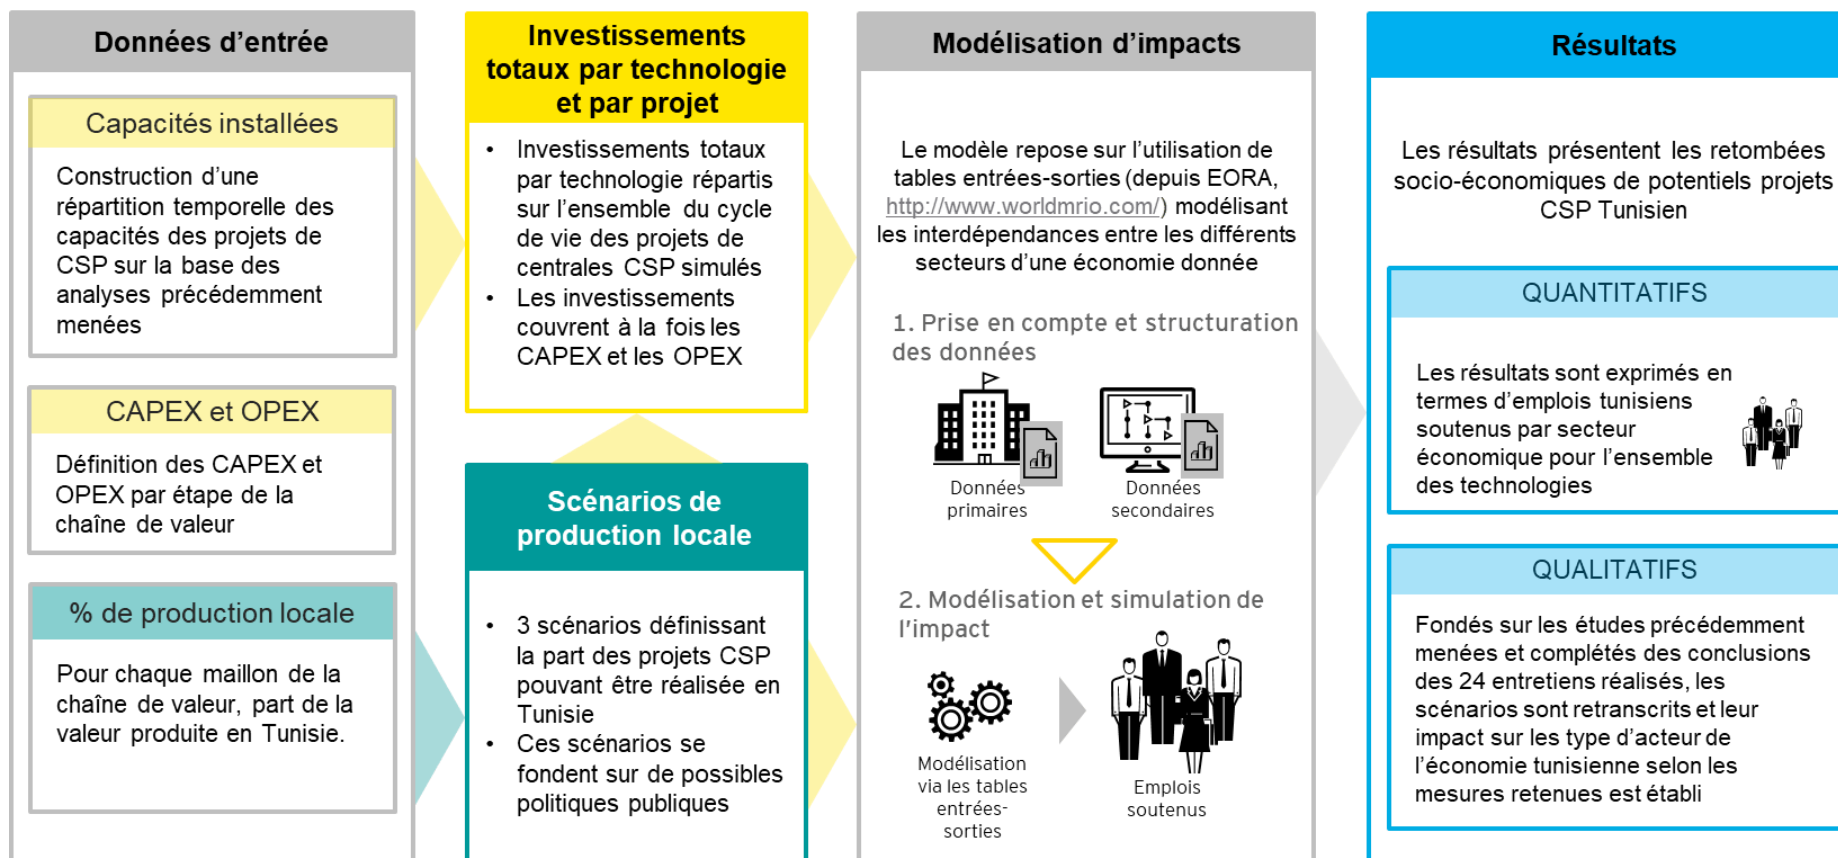 Données d'entrée
Capacités installées
Construction d'une
répartition temporelle des
capacités des projets de
CSP sur la base des
analyses précédemment
menées
CAPEX et OPEX
Définition des CAPEX et
OPEX par étape de la
chaîne de valeur
% de production locale
Pour chaque maillon de la
chaîne de valeur, part de la
valeur produite en Tunisie.
Investissements
totaux par technologie
et par projet
• Investissements totaux
par technologie répartis
sur l'ensemble du cycle
de vie des projets de
centrales CSP simulés
• Les investissements
couvrent à la fois les
CAPEX et les OPEX
Scénarios de
production locale
• 3 scénarios définissant
la part des projets CSP
pouvant être réalisée en
Tunisie
• Ces scénarios se
fondent sur de possibles
politiques publiques
Modélisation d'impacts
Le modèle repose sur l'utilisation de
tables entrées-sorties (depuis EORA,
http://www.worldmrio.com/) modélisant
les interdépendances entre les différents
secteurs d'une économie donnée
1. Prise en compte et structuration
des données
Données
primaires
Données
secondaires
2. Modélisation et simulation de
l'impact
Modélisation
via les tables
entrées-
sorties
Emplois
soutenus
Résultats
Les résultats présentent les retombées
socio-économiques de potentiels projets
CSP Tunisien
QUANTITATIFS
Les résultats sont exprimés en
termes d'emplois tunisiens
soutenus par secteur
économique pour l'ensemble
des technologies
QUALITATIFS
Fondés sur les études précédemment
menées et complétés des conclusions
des 24 entretiens réalisés, les
scénarios sont retranscrits et leur
impact sur les type d'acteur de
l'économie tunisienne selon les
mesures retenues est établi